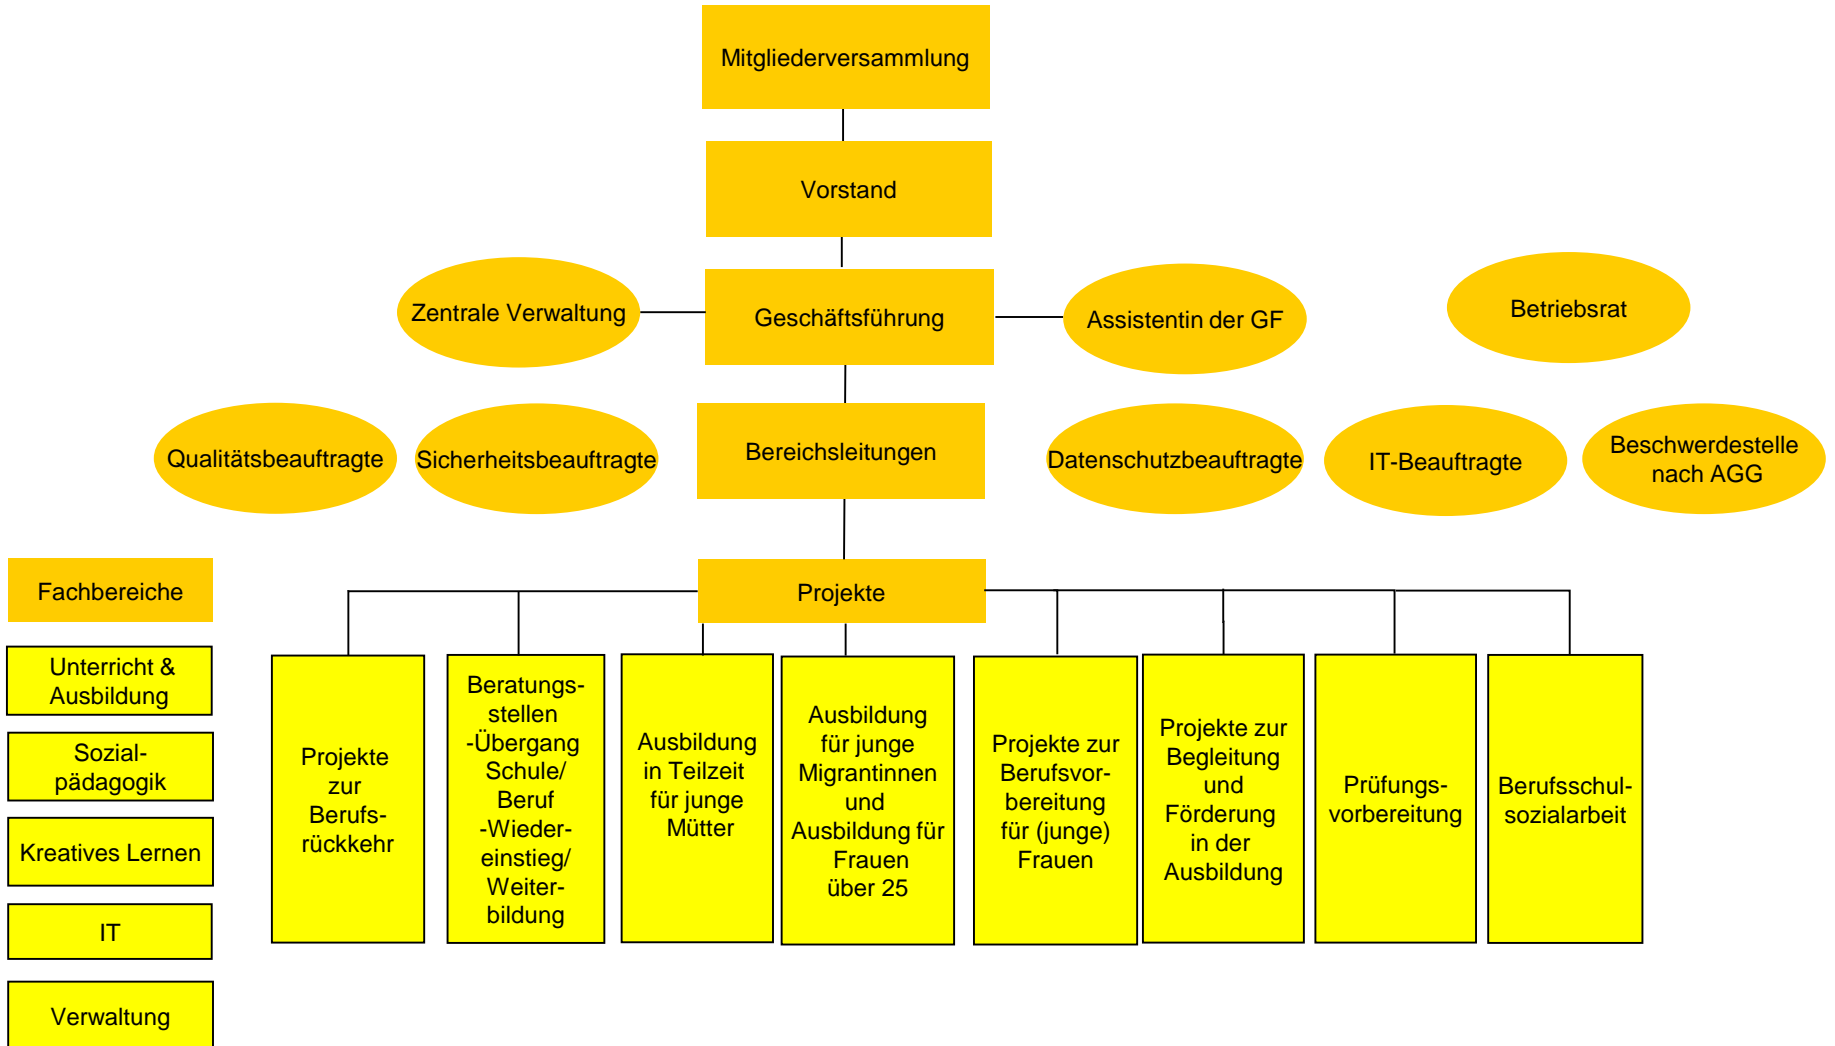 Mitgliederversammlung
Vorstand
Zentrale Verwaltung
Geschäftsführung
Assistentin der GF
Betriebsrat
Qualitätsbeauftragte
Sicherheitsbeauftragte
Bereichsleitungen
Datenschutzbeauftragte
IT-Beauftragte
Beschwerdestelle
nach AGG
Projekte
Fachbereiche
Unterricht &
Ausbildung
Sozial-
pädagogik
Kreatives Lernen
IT
Verwaltung
Projekte
zur
Berufs-
rückkehr
Beratungs-
stellen
-Übergang
Schule/
Beruf
-Wieder-
einstieg/
Weiter-
bildung
Ausbildung
in Teilzeit
für junge
Mütter
Ausbildung
für junge
Migrantinnen
und
Ausbildung für
Frauen
über 25
Projekte zur
Berufsvor-
bereitung
für (junge)
Frauen
Projekte zur
Begleitung
und
Förderung
in der
Ausbildung
Prüfungs-
vorbereitung
Berufsschul-
sozialarbeit